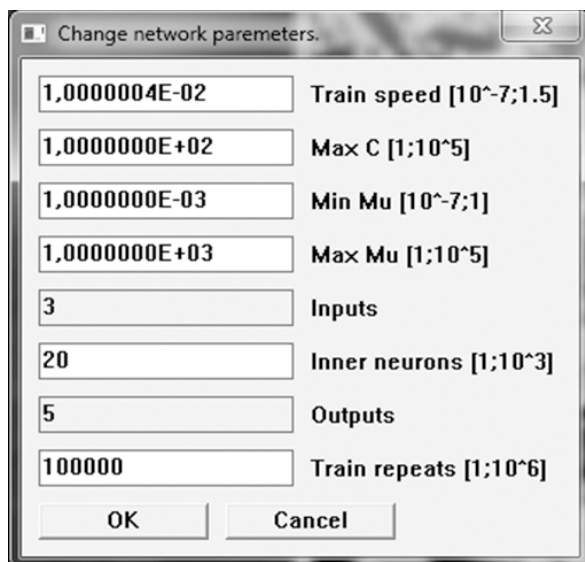 Change network paremeters.
1,0000004E-02 Train speed [10^-7;1.5]
1,0000000E+02 Max C [1;10^5]
1,0000000E-03 Min Mu [10^-7;1]
1,0000000E+03 Max Mu [1;10^5]
3 Inputs
20 Inner neurons [1;10^3]
5 Outputs
100000 Train repeats [1;10^6]
OK Cancel